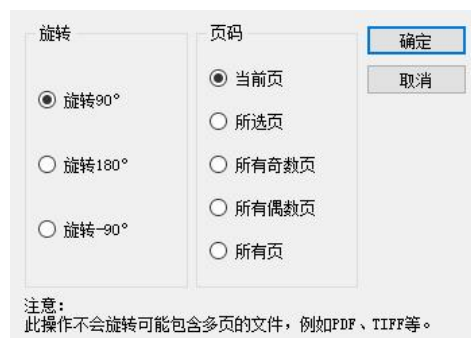 旋转
旋转90°
旋转180°
旋转-90°
页码
当前页
所选页
所有奇数页
所有偶数页
所有页
确定
取消
注意:
此操作不会旋转可能包含多页的文件，例如PDF、TIFF等。